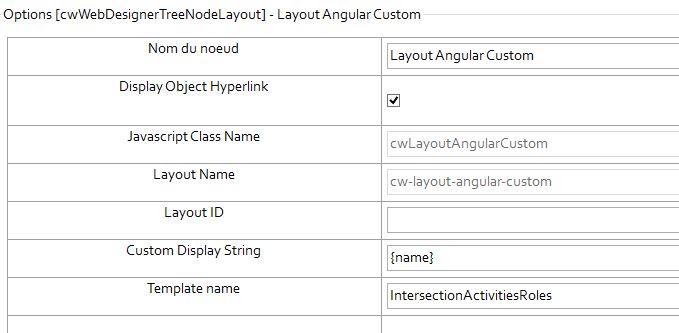 Options [cwWebDesignerTreeNodeLayout] - Layout Angular Custom
Nom du noeud Layout Angular Custom
Display Object Hyperlink
Javascript Class Name cwLayoutAngularCustom
Layout Name cw-layout-angular-custom
Layout ID
Custom Display String {name}
Template name IntersectionActivitiesRoles